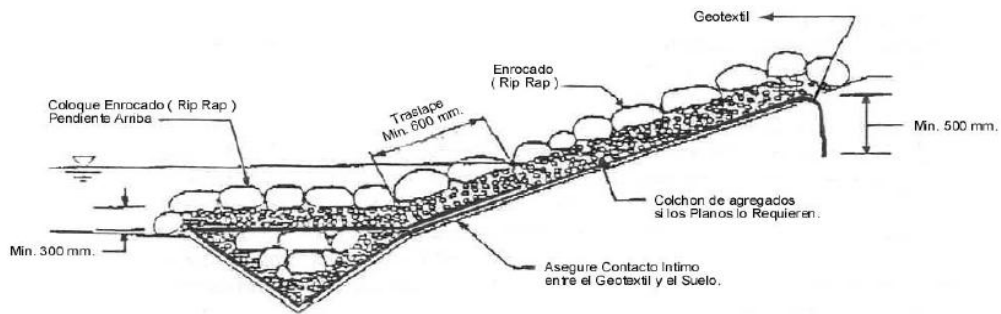 Geotextil
Enrocado
( Rip Rap )
Coloque Enrocado ( Rip Rap )
Pendiente Arriba
Traslape
Min. 600 mm.
Min. 500 mm.
Colchon de agregados
si los Planos lo Requieren.
Min. 300 mm.
Asegure Contacto Intimo
entre el Geotextil y el Suelo.